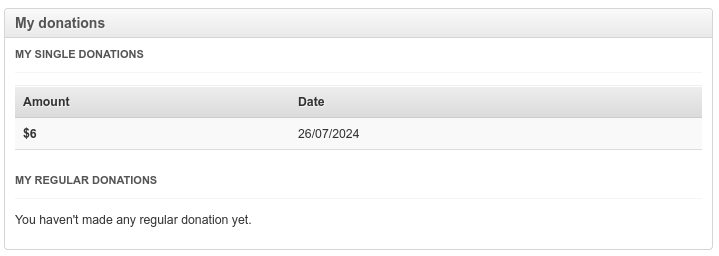 My donations
MY SINGLE DONATIONS
Amount Date
$6 26/07/2024
MY REGULAR DONATIONS
You haven't made any regular donation yet.